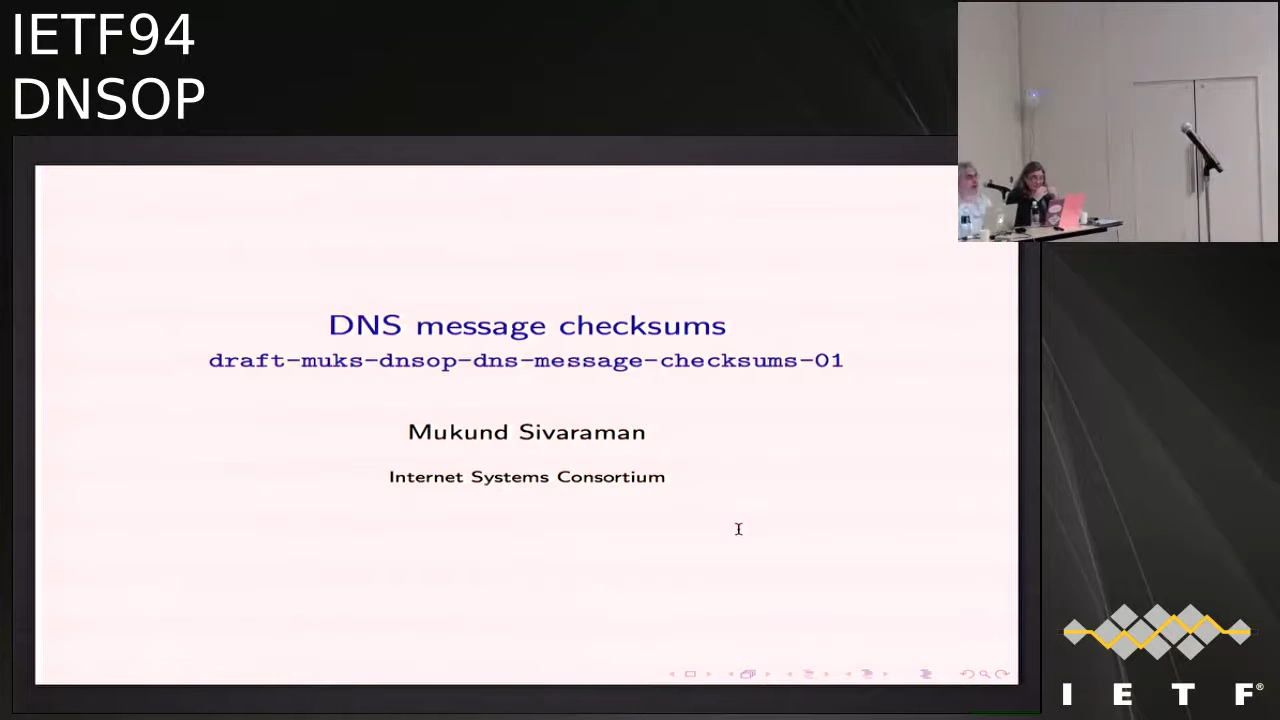 IETF94
DNSOP
DNS message checksums
draft-muks-dnsop-dns-message-checksums-01
Mukund Sivaraman
Internet Systems Consortium
I E T F®